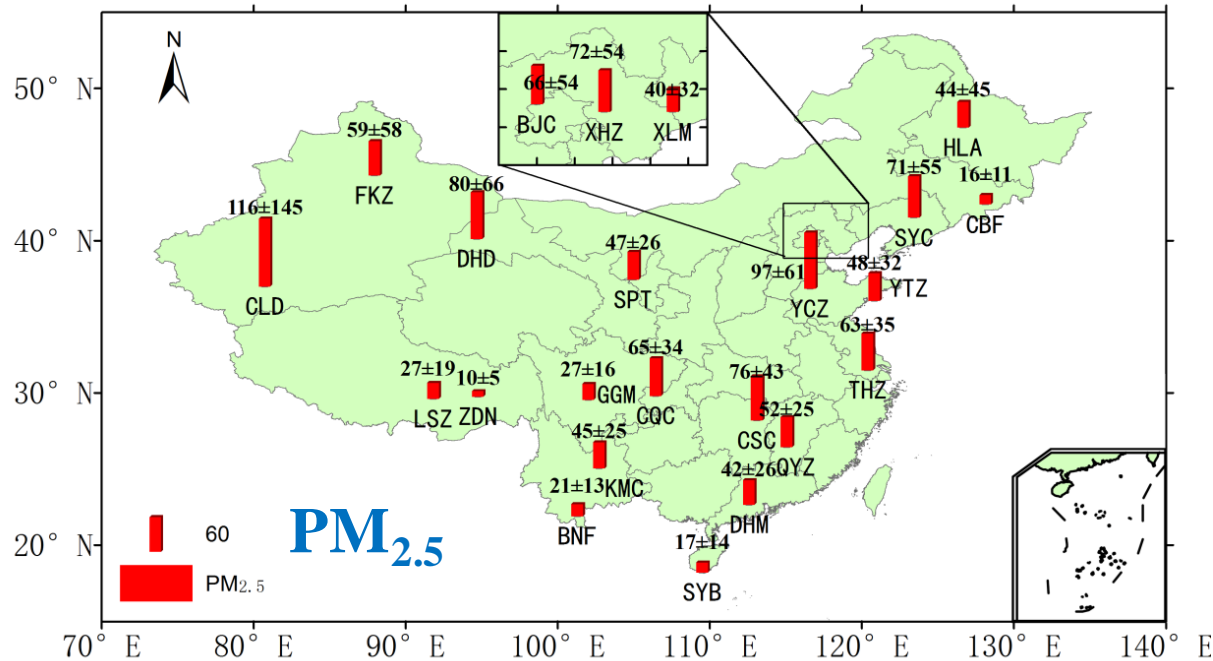 N
50° N
40° N
30° N
20° N
70° E
80° E
90° E
100° E
110° E
120° E
130° E
140° E
72±54
66±54
40±32
BJC
XHZ
XLM
44±45
HLA
59±58
FKZ
71±55
SYC
16±11
CBF
80±66
DHD
116±145
CLD
47±26
SPT
97±61
YCZ
48±32
YTZ
63±35
THZ
65±34
CQC
76±43
CSC
27±19
LSZ
10±5
ZDN
27±16
GGM
52±25
QYZ
45±25
KMC
42±26
DHM
21±13
BNF
17±14
SYB
60
PM2.5
PM2.5